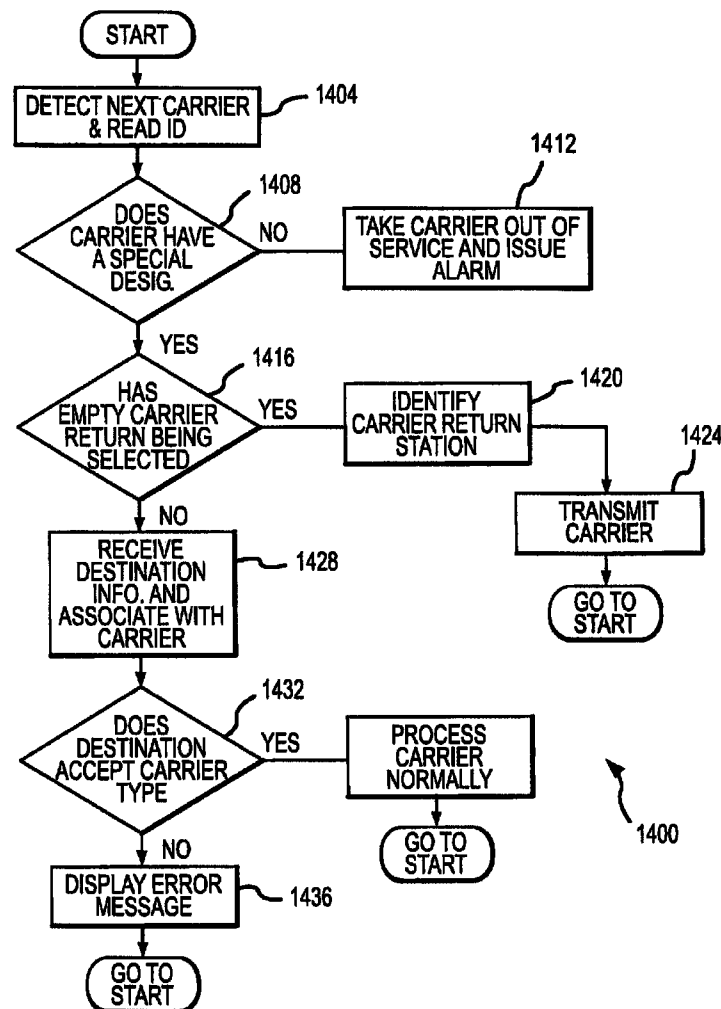 START
DETECT NEXT CARRIER
& READ ID
1404
DOES
CARRIER HAVE
A SPECIAL
DESIG.
1408
NO
TAKE CARRIER OUT OF
SERVICE AND ISSUE
ALARM
1412
YES
HAS
EMPTY CARRIER
RETURN BEING
SELECTED
1416
YES
IDENTIFY
CARRIER RETURN
STATION
1420
TRANSMIT
CARRIER
1424
GO TO
START
NO
RECEIVE
DESTINATION
INFO. AND
ASSOCIATE WITH
CARRIER
1428
DOES
DESTINATION
ACCEPT CARRIER
TYPE
1432
YES
PROCESS
CARRIER
NORMALLY
GO TO
START
1400
NO
DISPLAY ERROR
MESSAGE
1436
GO TO
START